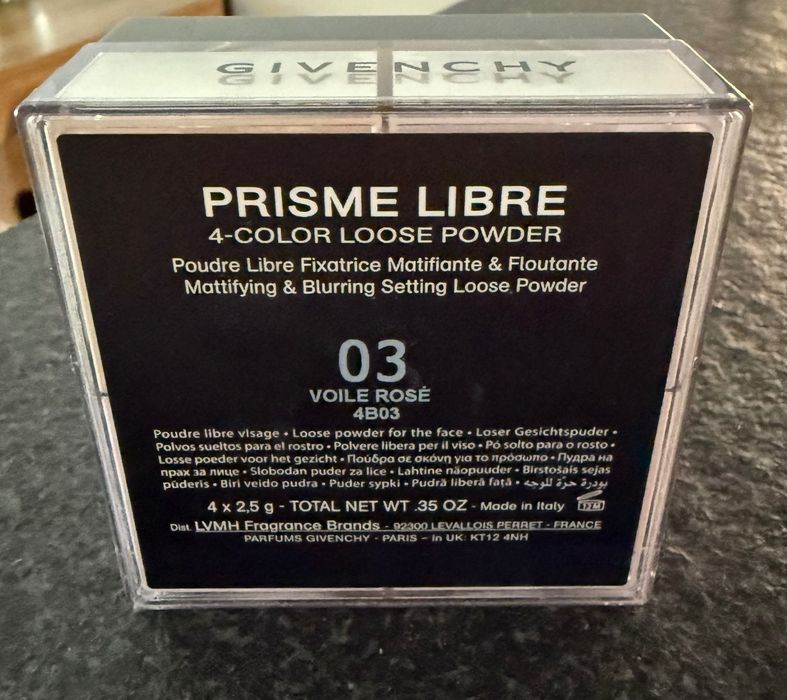 GIVENCHY
PRISME LIBRE
4-COLOR LOOSE POWDER
Poudre Libre Fixatrice Matifiante & Floutante
Mattifying & Blurring Setting Loose Powder
03
VOILE ROSÉ
4B03
Poudre libre visage • Loose powder for the face • Loser Gesichtspuder •
Polvos sueltos para el rostro • Polvere libera per il viso • Pó solto para o rosto •
Losse poeder voor het gezicht • Πούδρα σε σκόνη για το πρόσωπο • Пудра на
прах за лице • Slobodan puder za lice • Lahtine näopuuder • Birstošais sejas
pūderis • Biri veido pudra • Puder sypki • Pudră liberă față • بودرة حرّة للوجه •
4 x 2,5 g - TOTAL NET WT .35 OZ - Made in Italy 12M
Dist. LVMH Fragrance Brands - 92300 LEVALLOIS PERRET - FRANCE
PARFUMS GIVENCHY - PARIS - in UK: KT12 4NH